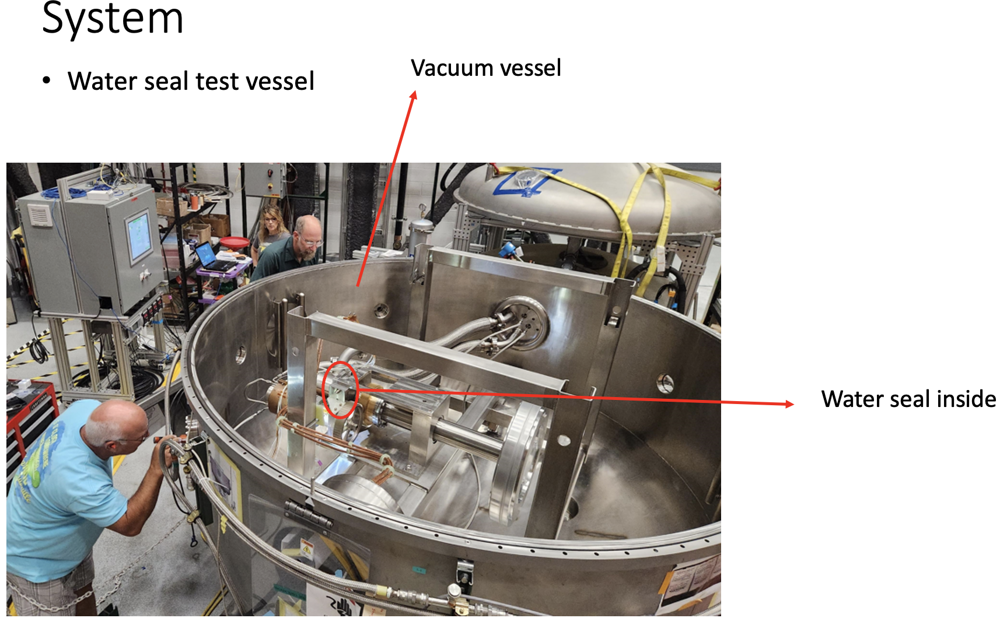 System
• Water seal test vessel
Vacuum vessel
Water seal inside